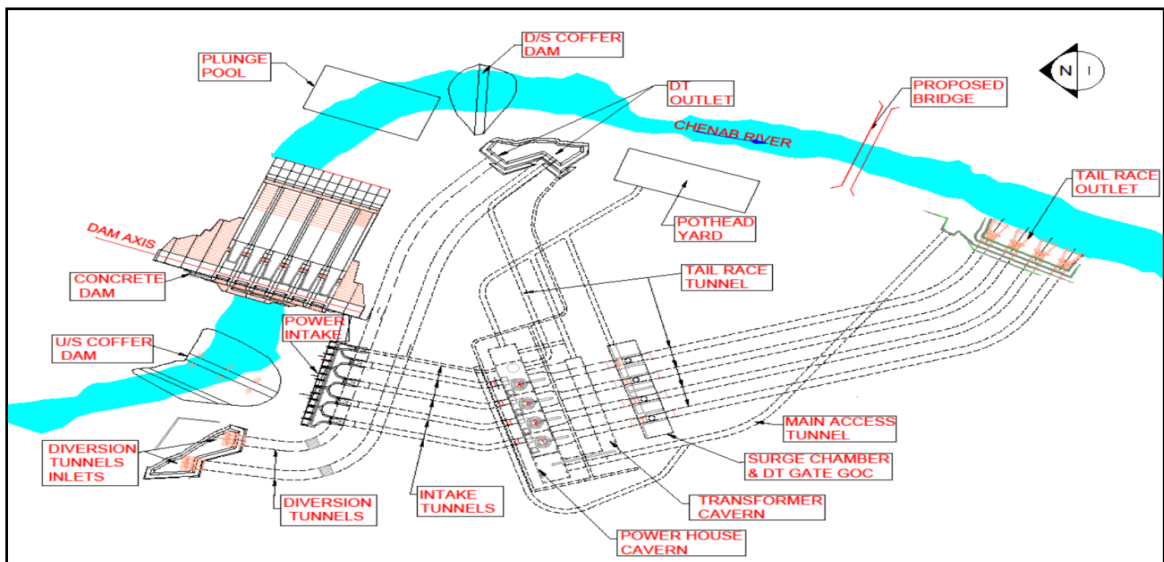 D/S COFFER
DAM
PLUNGE
POOL
DT
OUTLET
N
PROPOSED
BRIDGE
CHENAB RIVER
TAIL RACE
OUTLET
POTHEAD
YARD
DAM AXIS
TAIL RACE
TUNNEL
CONCRETE
DAM
POWER
INTAKE
U/S COFFER
DAM
MAIN ACCESS
TUNNEL
DIVERSION
TUNNELS
INLETS
SURGE CHAMBER
& DT GATE GOC
INTAKE
TUNNELS
DIVERSION
TUNNELS
TRANSFORMER
CAVERN
POWER HOUSE
CAVERN